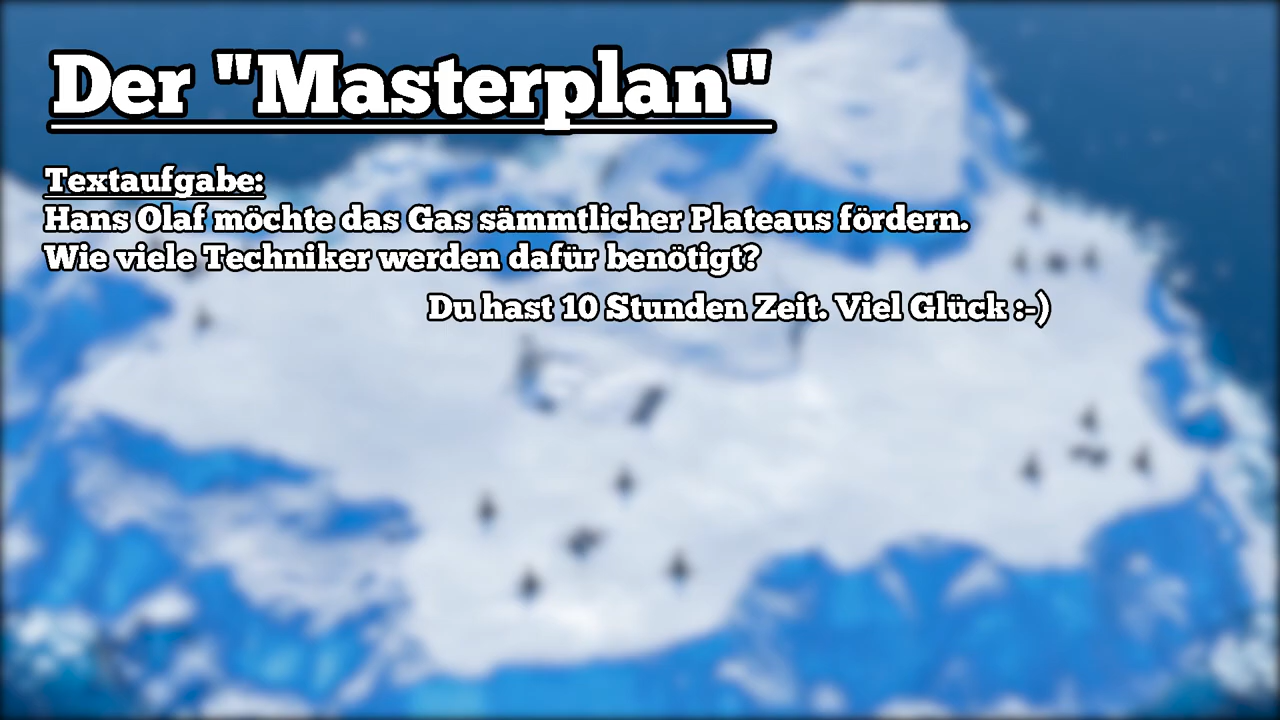 Der "Masterplan"
Textaufgabe:
Hans Olaf möchte das Gas sämmtlicher Plateaus fördern.
Wie viele Techniker werden dafür benötigt?
Du hast 10 Stunden Zeit. Viel Glück :-)